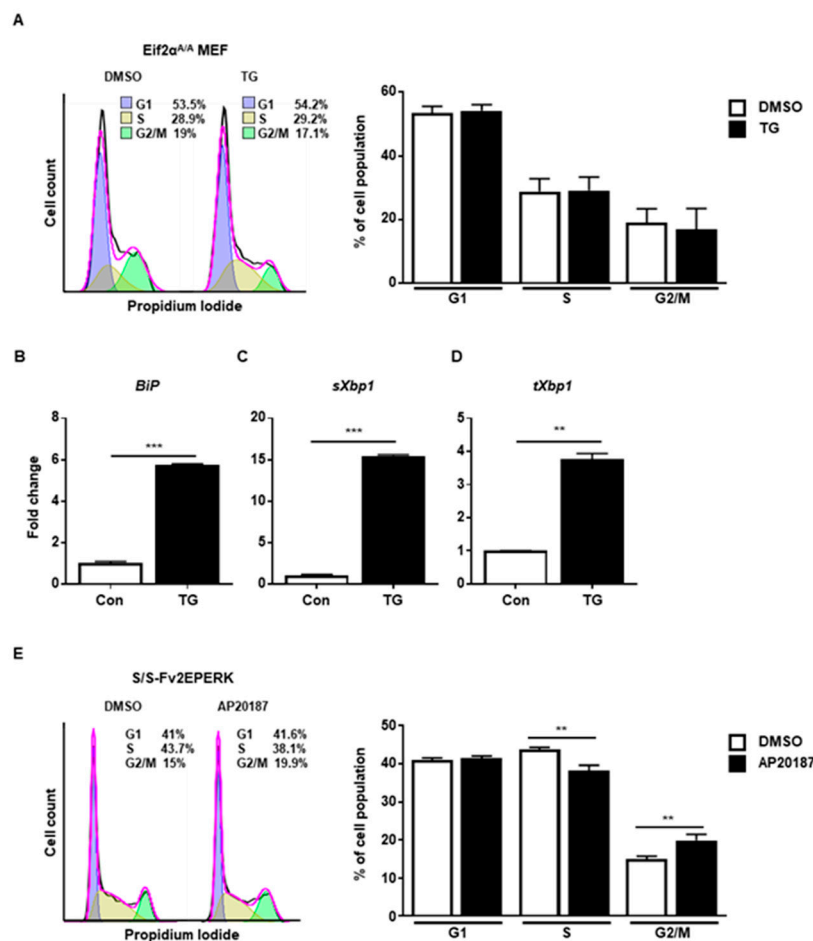 A
Eif2α^A/A MEF
DMSO
G1 53.5%
S 28.9%
G2/M 19%
TG
G1 54.2%
S 29.2%
G2/M 17.1%
Cell count
Propidium Iodide
% of cell population
60
40
20
0
G1
S
G2/M
DMSO
TG
B
BiP
Fold change
8
6
4
2
0
***
Con
TG
C
sXbp1
20
15
10
5
0
***
Con
TG
D
tXbp1
5
4
3
2
1
0
**
Con
TG
E
S/S-Fv2EPERK
DMSO
G1 41%
S 43.7%
G2/M 15%
AP20187
G1 41.6%
S 38.1%
G2/M 19.9%
Cell count
Propidium Iodide
% of cell population
50
40
30
20
10
0
**
**
G1
S
G2/M
DMSO
AP20187